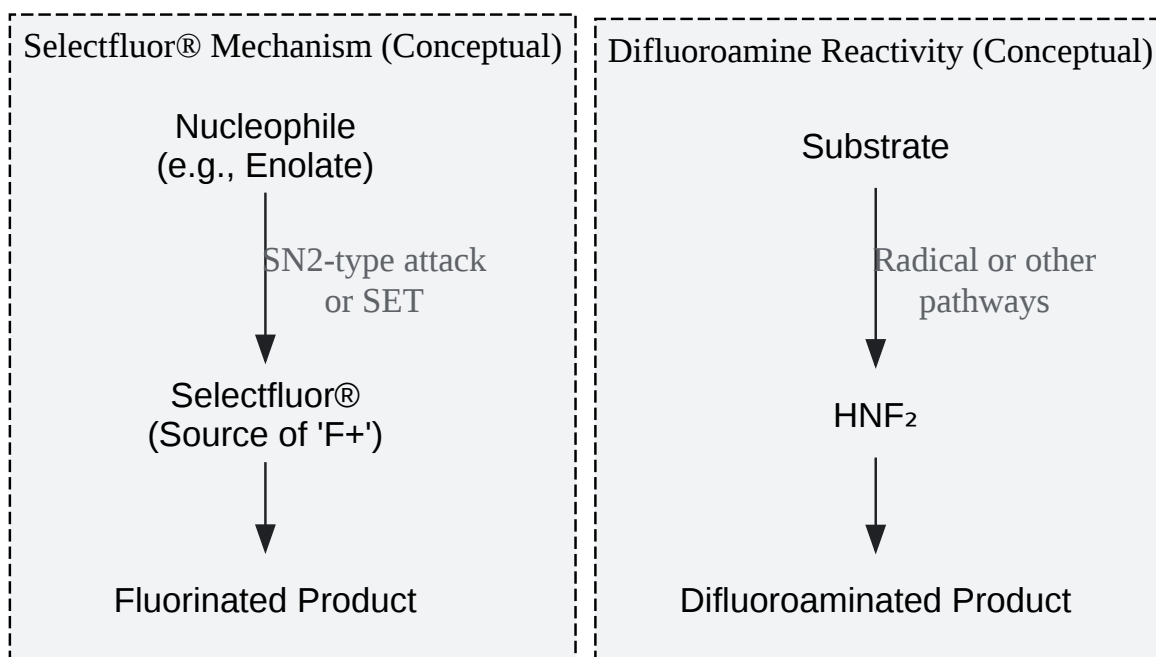 Selectfluor® Mechanism (Conceptual)
Nucleophile
(e.g., Enolate)
SN2-type attack
or SET
Selectfluor®
(Source of 'F+')
Fluorinated Product
Difluoroamine Reactivity (Conceptual)
Substrate
Radical or other
pathways
HNF₂
Difluoroaminated Product